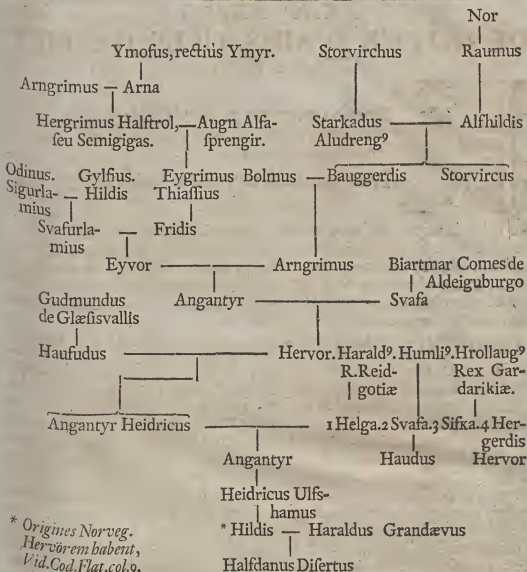 Nor
Ymoſus, rectiùs Ymyr. Storvirchus Raumus
Arngrimus — Arna
Hergrimus Halftrol, — Augn Alfa- Starkadus — Alfhildis
ſeu Semigigas. ſprengir. Aludreng⁹
Odinus. Gylfius. Eygrimus Bolmus — Bauggerdis Storvircus
Sigurla- — Hildis Thiaſſius
mius
Svafurla- — Fridis
mius
Eyvor — Arngrimus Biartmar Comes de
Aldeiguburgo
Gudmundus Angantyr — Svafa
de Glæſisvallis
Haufudus — Hervor. Harald⁹. Humli⁹. Hrollaug⁹
R. Reid- Rex Gar-
gotiæ darikiæ.
Angantyr Heidricus — 1 Helga. 2 Svafa. 3 Sifka. 4 Her-
gerdis
Angantyr Haudus Hervor
Heidricus Ulfs-
hamus
* Hildis — Haraldus Grandævus
Halfdanus Diſertus
* Origines Norveg.
Hervörem habent,
Vid. Cod. Flat. col. 9.